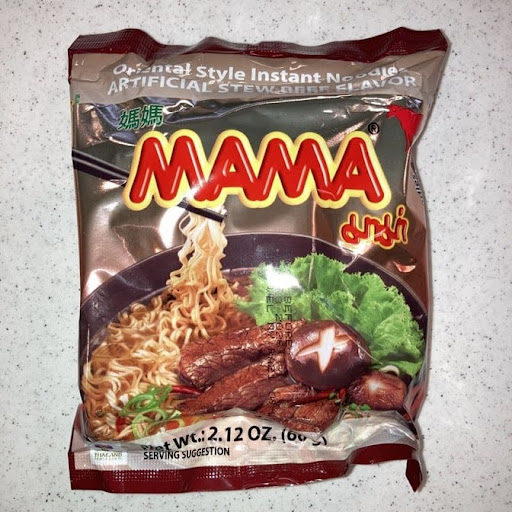 Oriental Style Instant Noodle
ARTIFICIAL STEW BEEF FLAVOR
媽媽
MAMA®
มาม่า
Net Wt.: 2.12 OZ. (60 g)
THAILAND
SERVING SUGGESTION